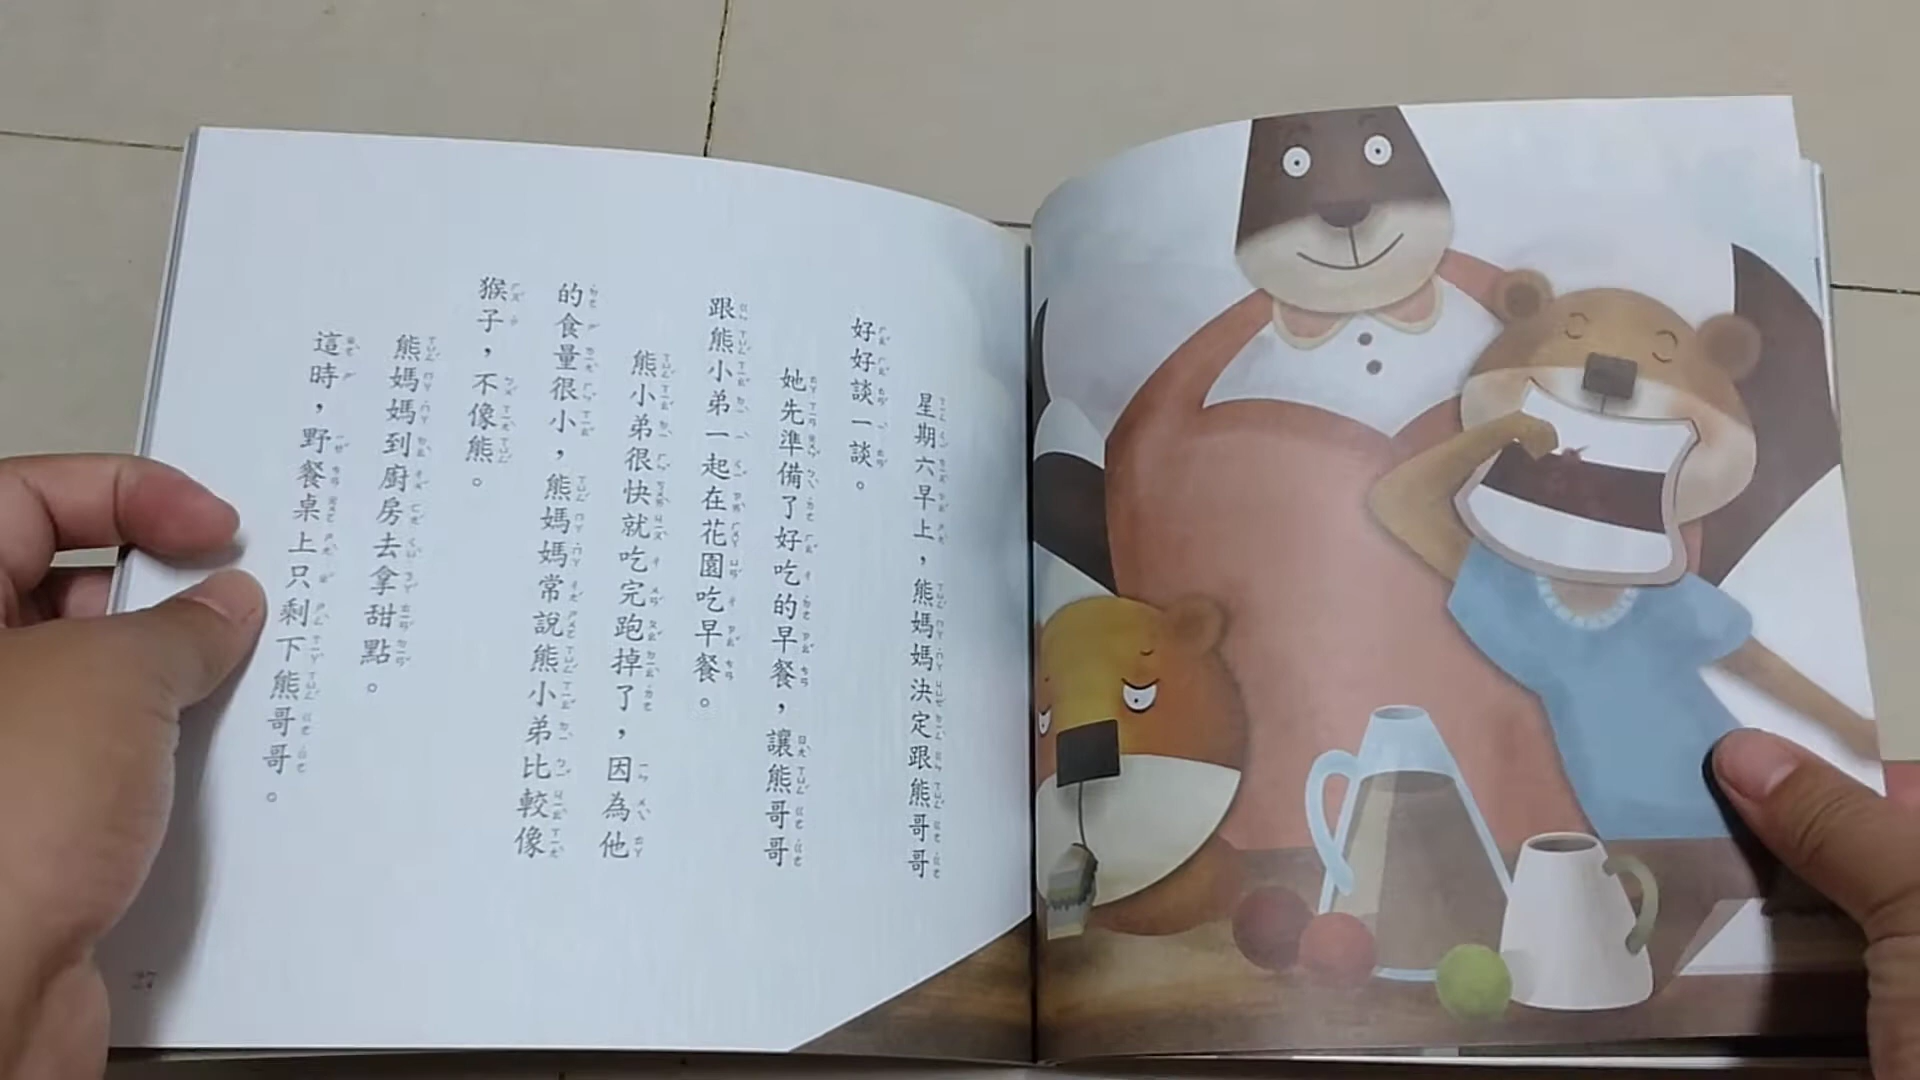 星期六早上，熊媽媽決定跟熊哥哥
好好談一談。
她先準備了好吃的早餐，讓熊哥哥
跟熊小弟一起在花園吃早餐。
熊小弟很快就吃完跑掉了，因為他
的食量很小，熊媽媽常說熊小弟比較像
猴子，不像熊。
熊媽媽到廚房去拿甜點。
這時，野餐桌上只剩下熊哥哥。
27